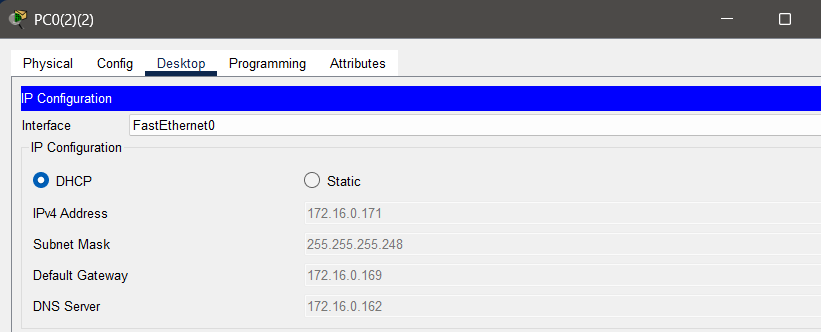 PC0(2)(2)
Physical Config Desktop Programming Attributes
IP Configuration
Interface FastEthernet0
IP Configuration
DHCP Static
IPv4 Address 172.16.0.171
Subnet Mask 255.255.255.248
Default Gateway 172.16.0.169
DNS Server 172.16.0.162